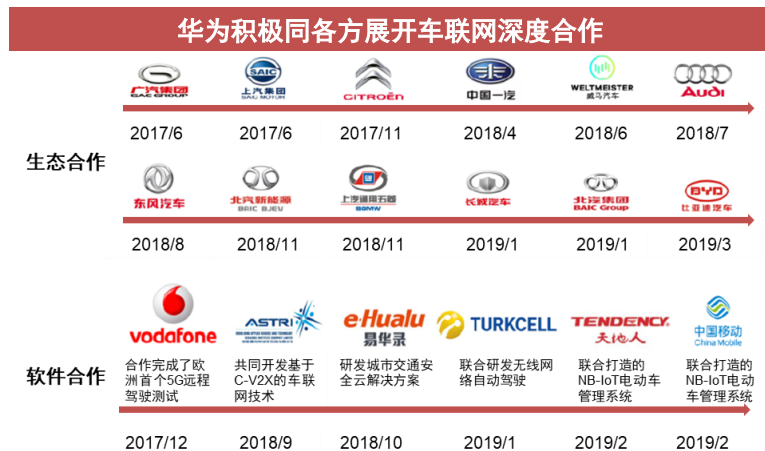 华为积极同各方展开车联网深度合作
广汽集团
GAC GROUP
SAIC
上汽集团
SAIC MOTOR
CITROËN
中国一汽
WELTMEISTER
威马汽车
Audi
2017/6
2017/6
2017/11
2018/4
2018/6
2018/7
生态合作
东风汽车
北汽新能源
BAIC BJEV
GM
上汽通用五菱
SGMW
长城汽车
北汽集团
BAIC Group
BYD
比亚迪汽车
2018/8
2018/11
2018/11
2019/1
2019/1
2019/3
软件合作
vodafone
ASTRI
e-Hualu
易华录
TURKCELL
TENDENCY
天地人
中国移动
China Mobile
合作完成了欧
洲首个5G远程
驾驶测试
共同开发基于
C-V2X的车联
网技术
研发城市交通安
全云解决方案
联合研发无线网
络自动驾驶
联合打造的
NB-IoT电动车
管理系统
联合打造的
NB-IoT电动
车管理系统
2017/12
2018/9
2018/10
2019/1
2019/2
2019/2